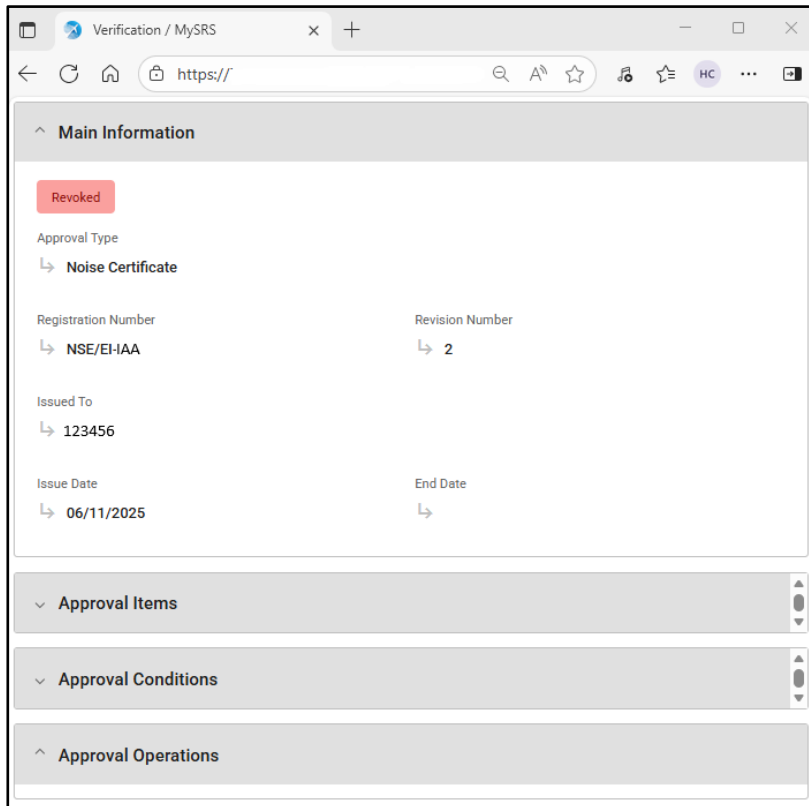 Verification / MySRS
https://
HC
Main Information
Revoked
Approval Type
Noise Certificate
Registration Number Revision Number
NSE/EI-IAA 2
Issued To
123456
Issue Date End Date
06/11/2025
Approval Items
Approval Conditions
Approval Operations